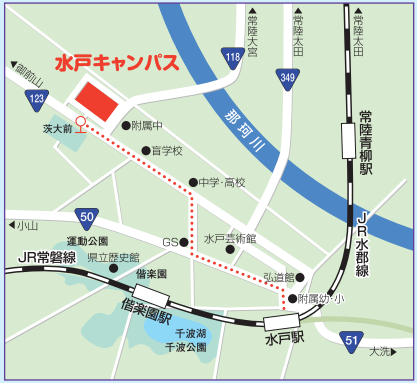 常陸大宮
常陸太田
常陸太田
水戸キャンパス
118
349
御前山
123
那珂川
茨大前
附属中
盲学校
常陸青柳駅
中学・高校
50
小山
運動公園
GS
水戸芸術館
JR水郡線
JR常磐線
県立歴史館
偕楽園
弘道館
附属幼・小
偕楽園駅
千波湖
千波公園
水戸駅
51
大洗